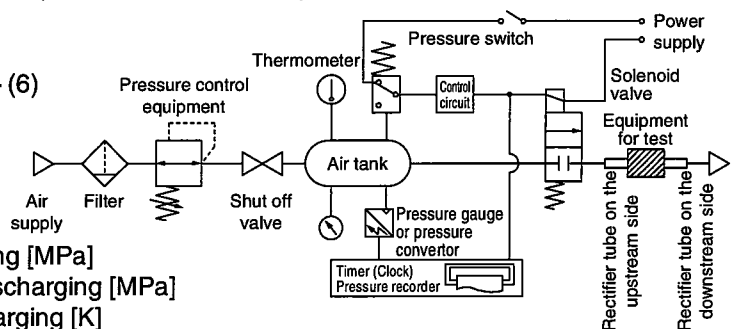 Power
supply
Pressure switch
Thermometer
(6)
Pressure control
equipment
Control
circuit
Solenoid
valve
Equipment
for test
Air tank
Air
supply
Filter
Shut off
valve
Pressure gauge
or pressure
convertor
Timer (Clock)
Pressure recorder
Rectifier tube on the
upstream side
Rectifier tube on the
downstream side
ng [MPa]
scharging [MPa]
arging [K]